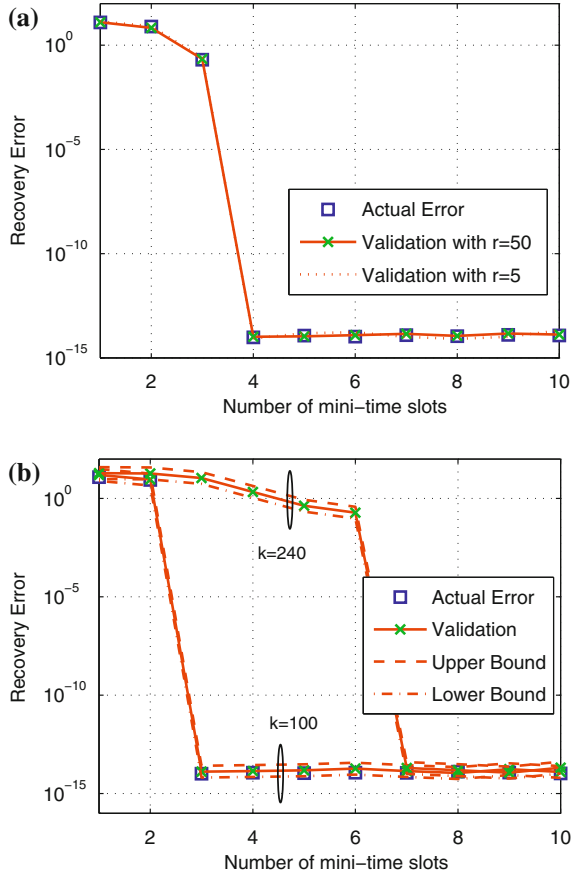 (a)
10^0
10^-5
10^-10
10^-15
Recovery Error
Actual Error
Validation with r=50
Validation with r=5
2 4 6 8 10
Number of mini-time slots
(b)
10^0
10^-5
10^-10
10^-15
Recovery Error
k=240
Actual Error
Validation
Upper Bound
Lower Bound
k=100
2 4 6 8 10
Number of mini-time slots